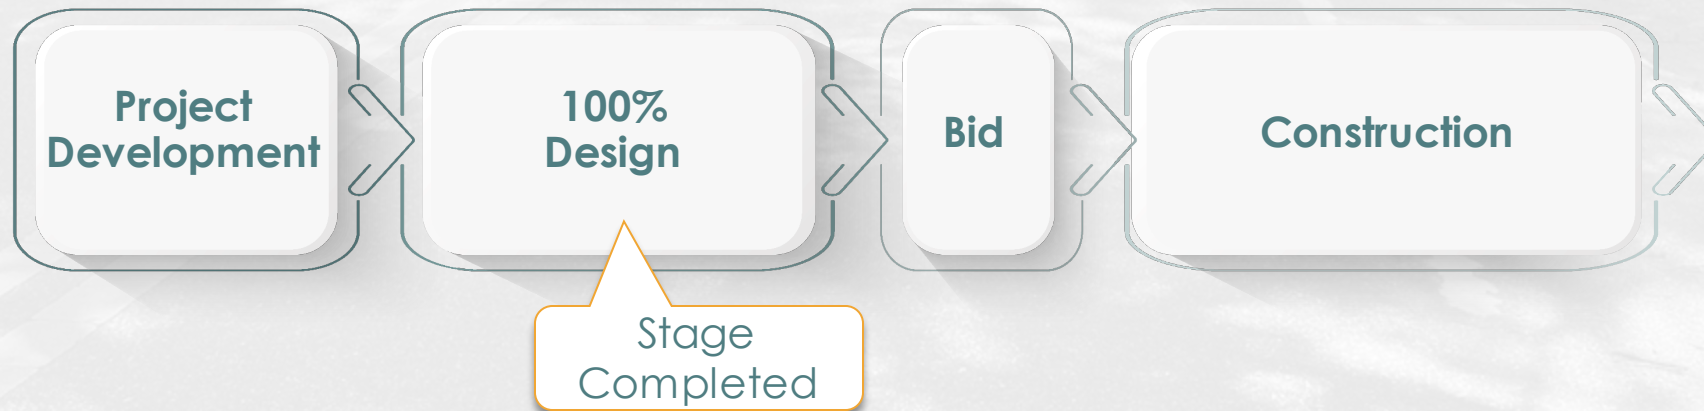 Project
Development
100%
Design
Bid
Construction
Stage
Completed